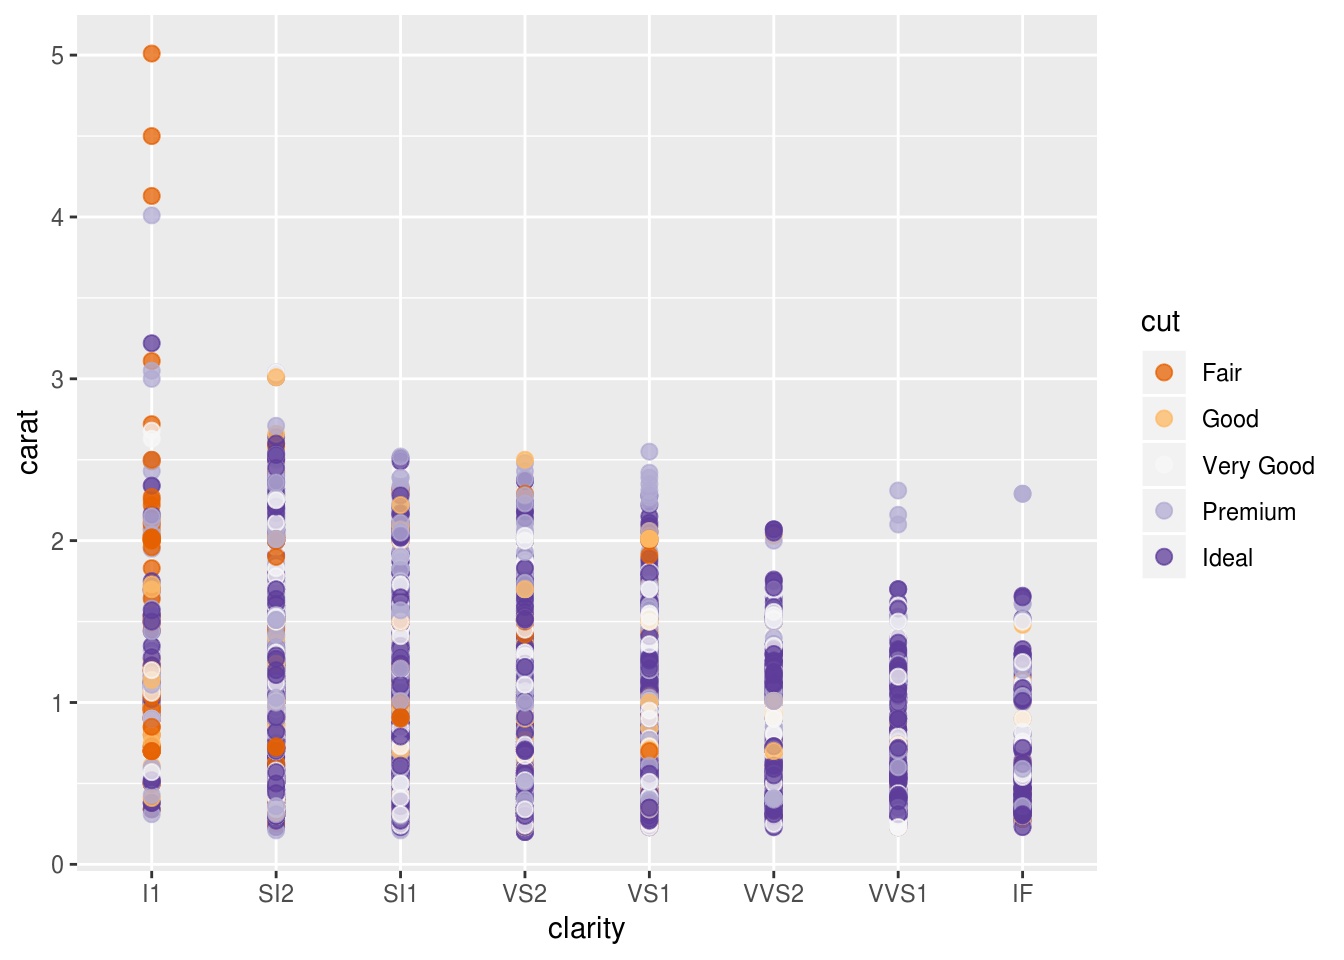 5
4
3
2
1
0
carat
I1 SI2 SI1 VS2 VS1 VVS2 VVS1 IF
clarity
cut
Fair
Good
Very Good
Premium
Ideal